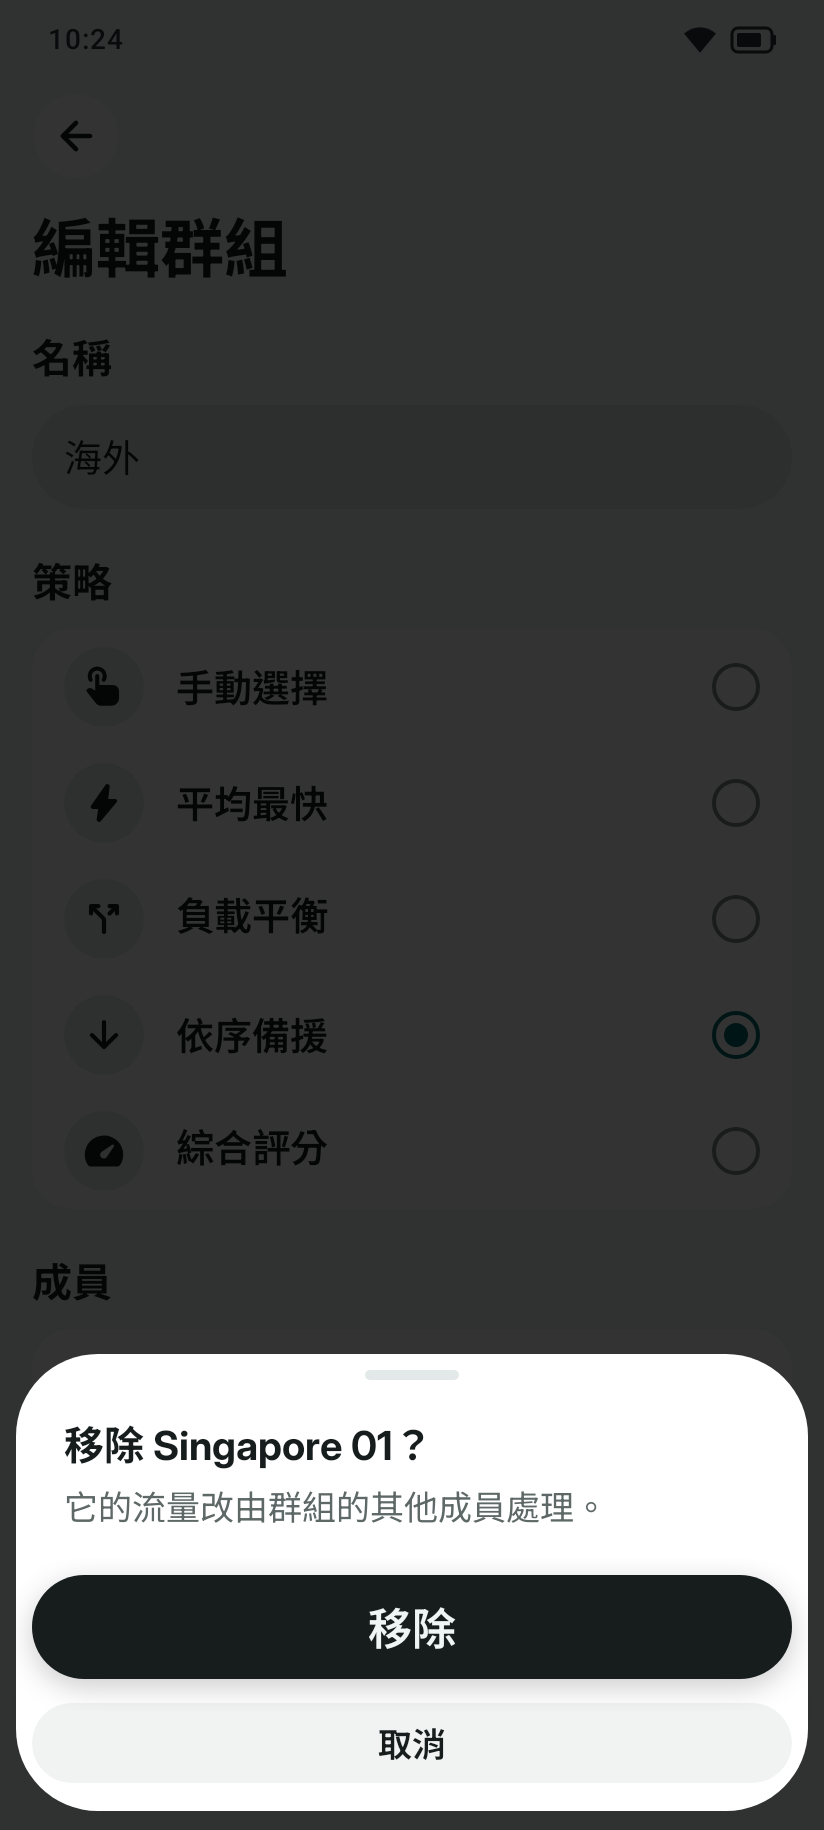 10:24
編輯群組
名稱
海外
策略
手動選擇
平均最快
負載平衡
依序備援
綜合評分
成員
移除 Singapore 01？
它的流量改由群組的其他成員處理。
移除
取消